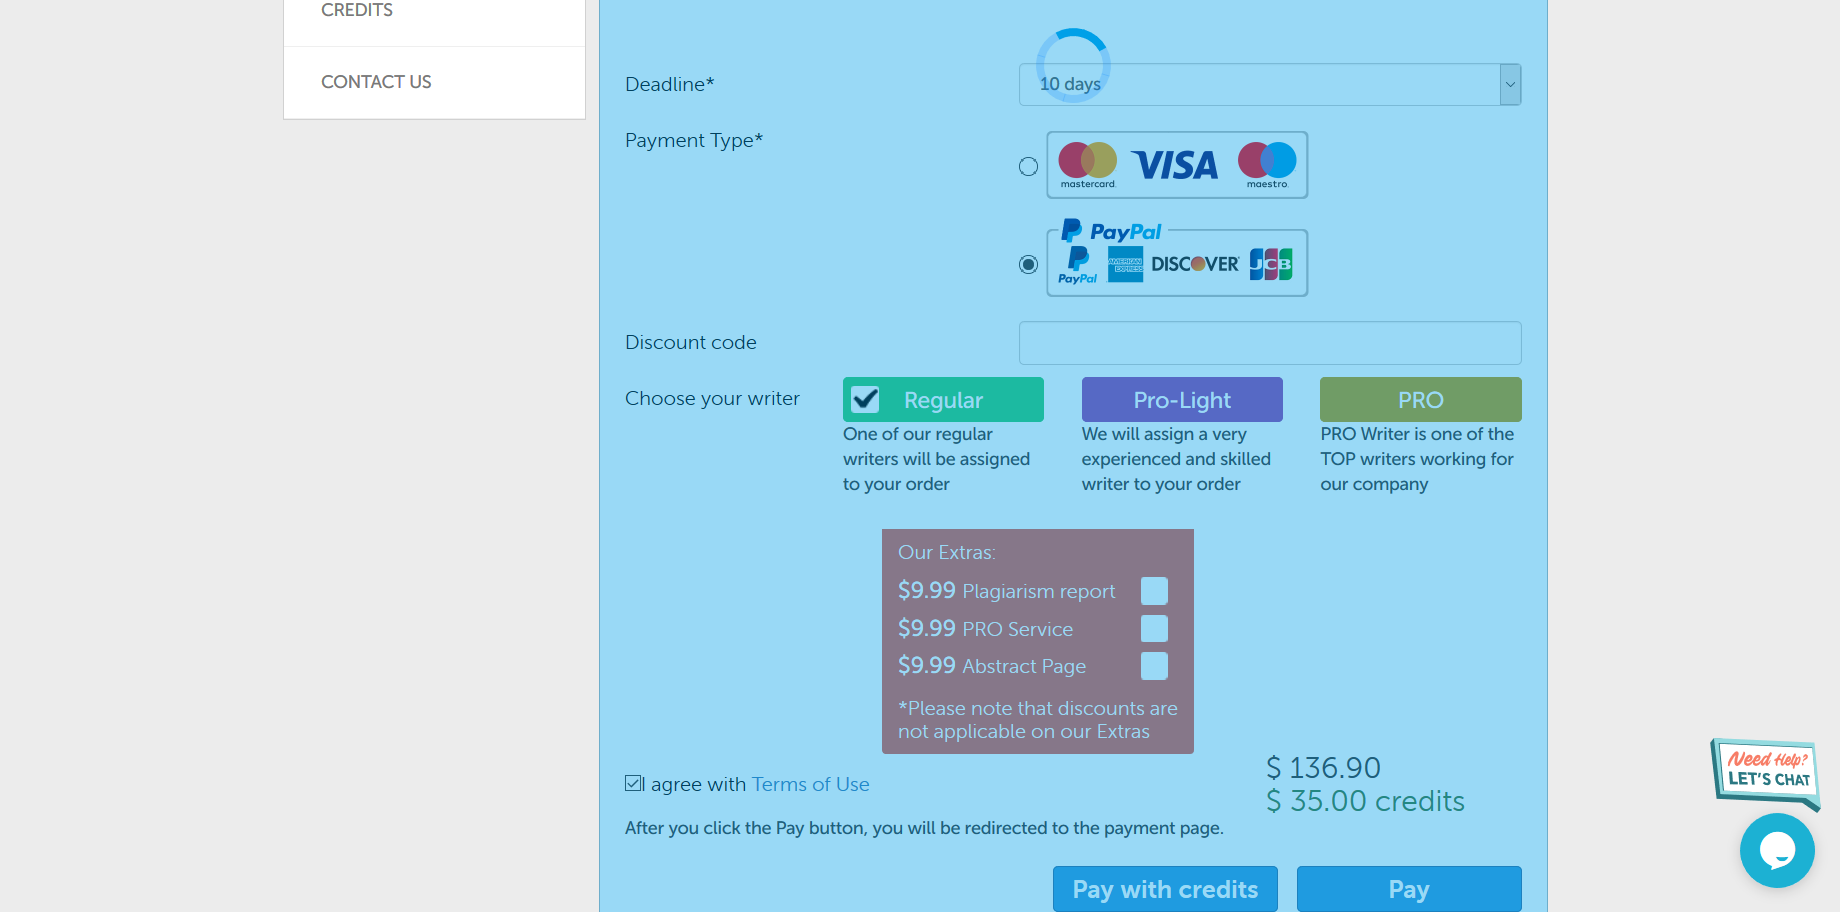 CREDITS
CONTACT US
Deadline*
10 days
Payment Type*
mastercard.
VISA
maestro.
PayPal
PayPal
AMERICAN EXPRESS
DISCOVER
JCB
Discount code
Choose your writer
Regular
One of our regular
writers will be assigned
to your order
Pro-Light
We will assign a very
experienced and skilled
writer to your order
PRO
PRO Writer is one of the
TOP writers working for
our company
Our Extras:
$9.99 Plagiarism report
$9.99 PRO Service
$9.99 Abstract Page
*Please note that discounts are
not applicable on our Extras
I agree with Terms of Use
$ 136.90
$ 35.00 credits
After you click the Pay button, you will be redirected to the payment page.
Pay with credits
Pay
Need Help?
LET'S CHAT